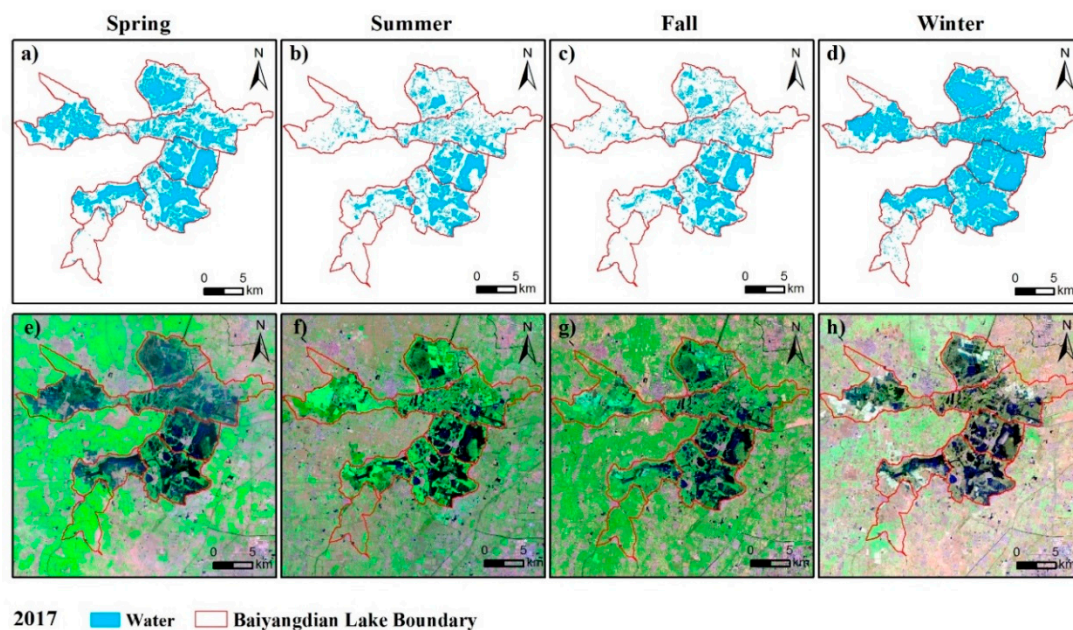 Spring Summer Fall Winter
a) N b) N c) N d) N
0 5 0 5 0 5 0 5
km km km km
e) N f) N g) N h) N
0 5 0 5 0 5 0 5
km km km km
2017 Water Baiyangdian Lake Boundary